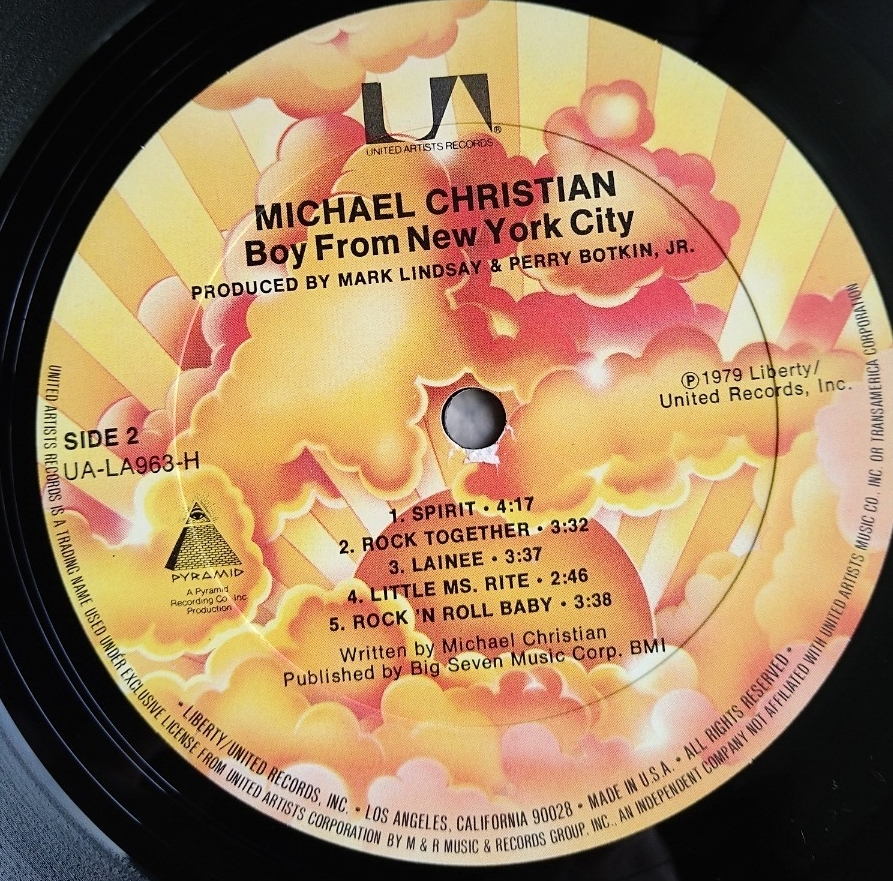 UA®
UNITED ARTISTS RECORDS
MICHAEL CHRISTIAN
Boy From New York City
PRODUCED BY MARK LINDSAY & PERRY BOTKIN, JR.
℗1979 Liberty/
United Records, Inc.
SIDE 2
UA-LA963-H
PYRAMID
A Pyramid
Recording Co. Inc
Production
1. SPIRIT • 4:17
2. ROCK TOGETHER • 3:32
3. LAINEE • 3:37
4. LITTLE MS. RITE • 2:46
5. ROCK 'N ROLL BABY • 3:38
Written by Michael Christian
Published by Big Seven Music Corp. BMI
• LIBERTY/UNITED RECORDS, INC. • LOS ANGELES, CALIFORNIA 90028 • MADE IN U.S.A. • ALL RIGHTS RESERVED •
UNITED ARTISTS RECORDS IS A TRADING NAME USED UNDER EXCLUSIVE LICENSE FROM UNITED ARTISTS CORPORATION BY M & R MUSIC & RECORDS GROUP, INC., AN INDEPENDENT COMPANY NOT AFFILIATED WITH UNITED ARTISTS MUSIC CO., INC. OR TRANSAMERICA CORPORATION